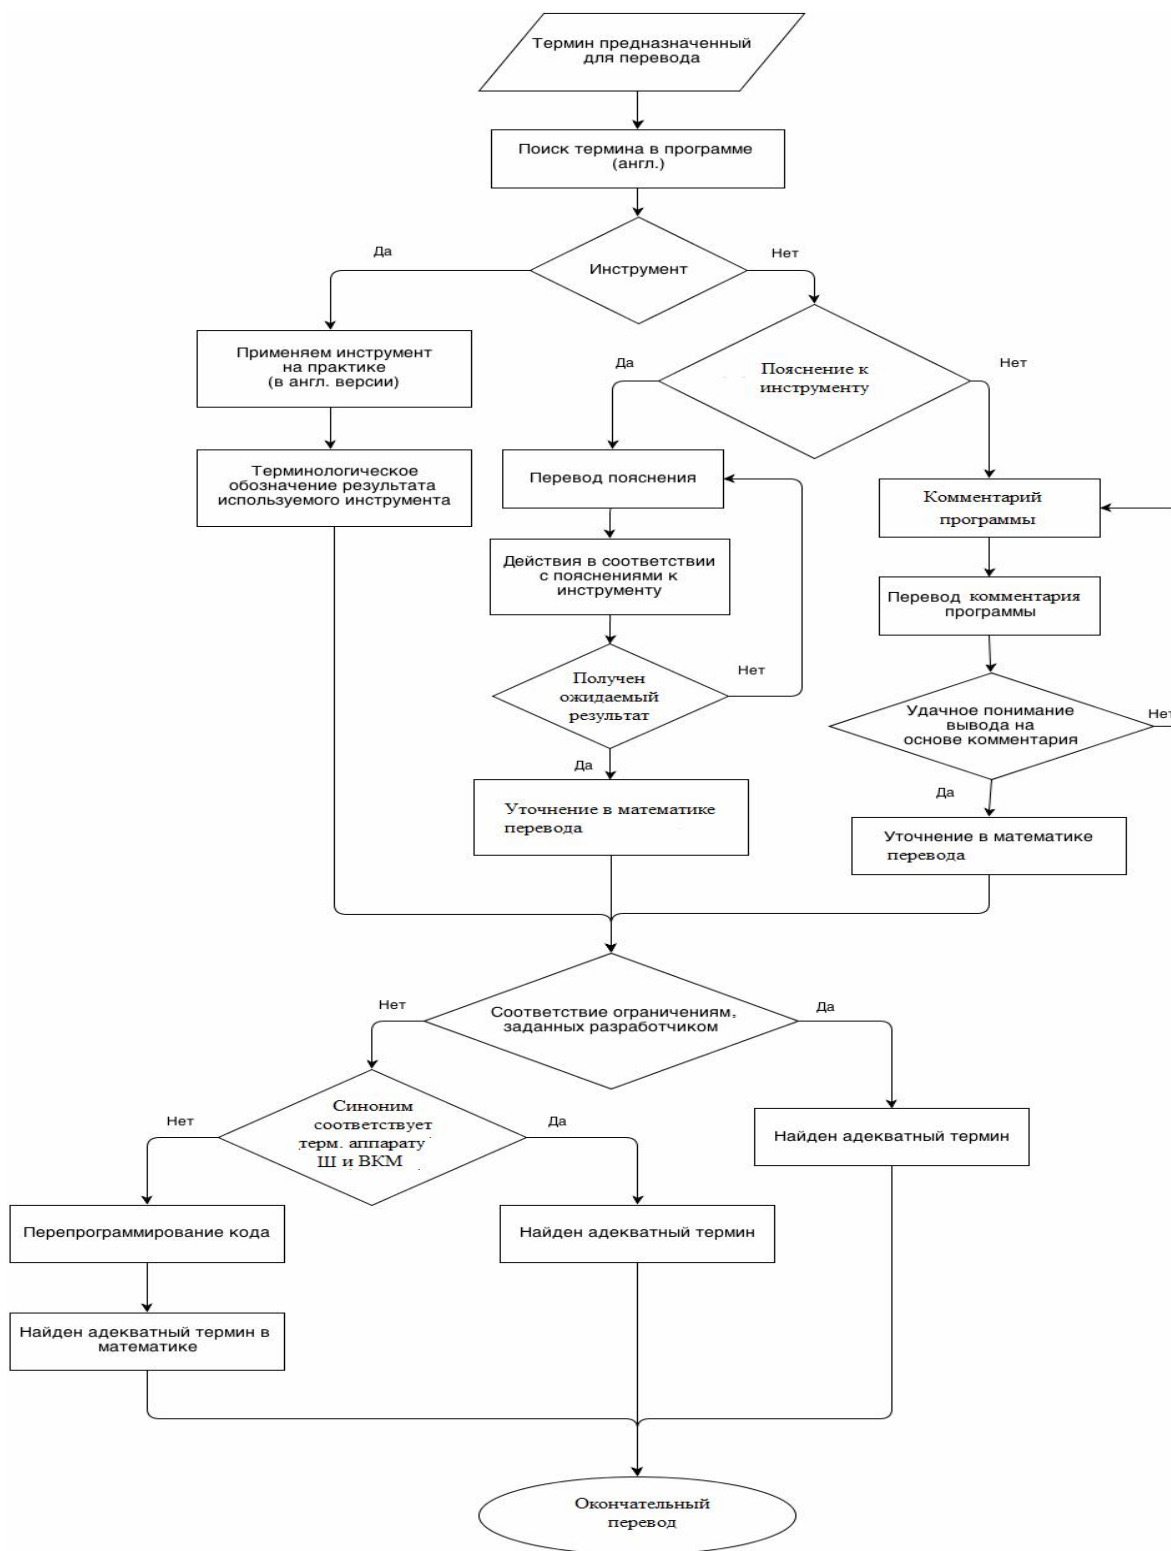 Термин предназначенный
для перевода
Поиск термина в программе
(англ.)
Да
Нет
Инструмент
Применяем инструмент
на практике
(в англ. версии)
Да
Пояснение к
инструменту
Нет
Терминологическое
обозначение результата
используемого инструмента
Перевод пояснения
Комментарий
программы
Действия в соответствии
с пояснениями к
инструменту
Перевод комментария
программы
Получен
ожидаемый
результат
Нет
Удачное понимание
вывода на
основе комментария
Нет
Да
Да
Уточнение в математике
перевода
Уточнение в математике
перевода
Нет
Соответствие ограничениям,
заданных разработчиком
Да
Нет
Синоним
соответствует
терм. аппарату
Ш и ВКМ
Да
Найден адекватный термин
Перепрограммирование кода
Найден адекватный термин
Найден адекватный термин в
математике
Окончательный
перевод